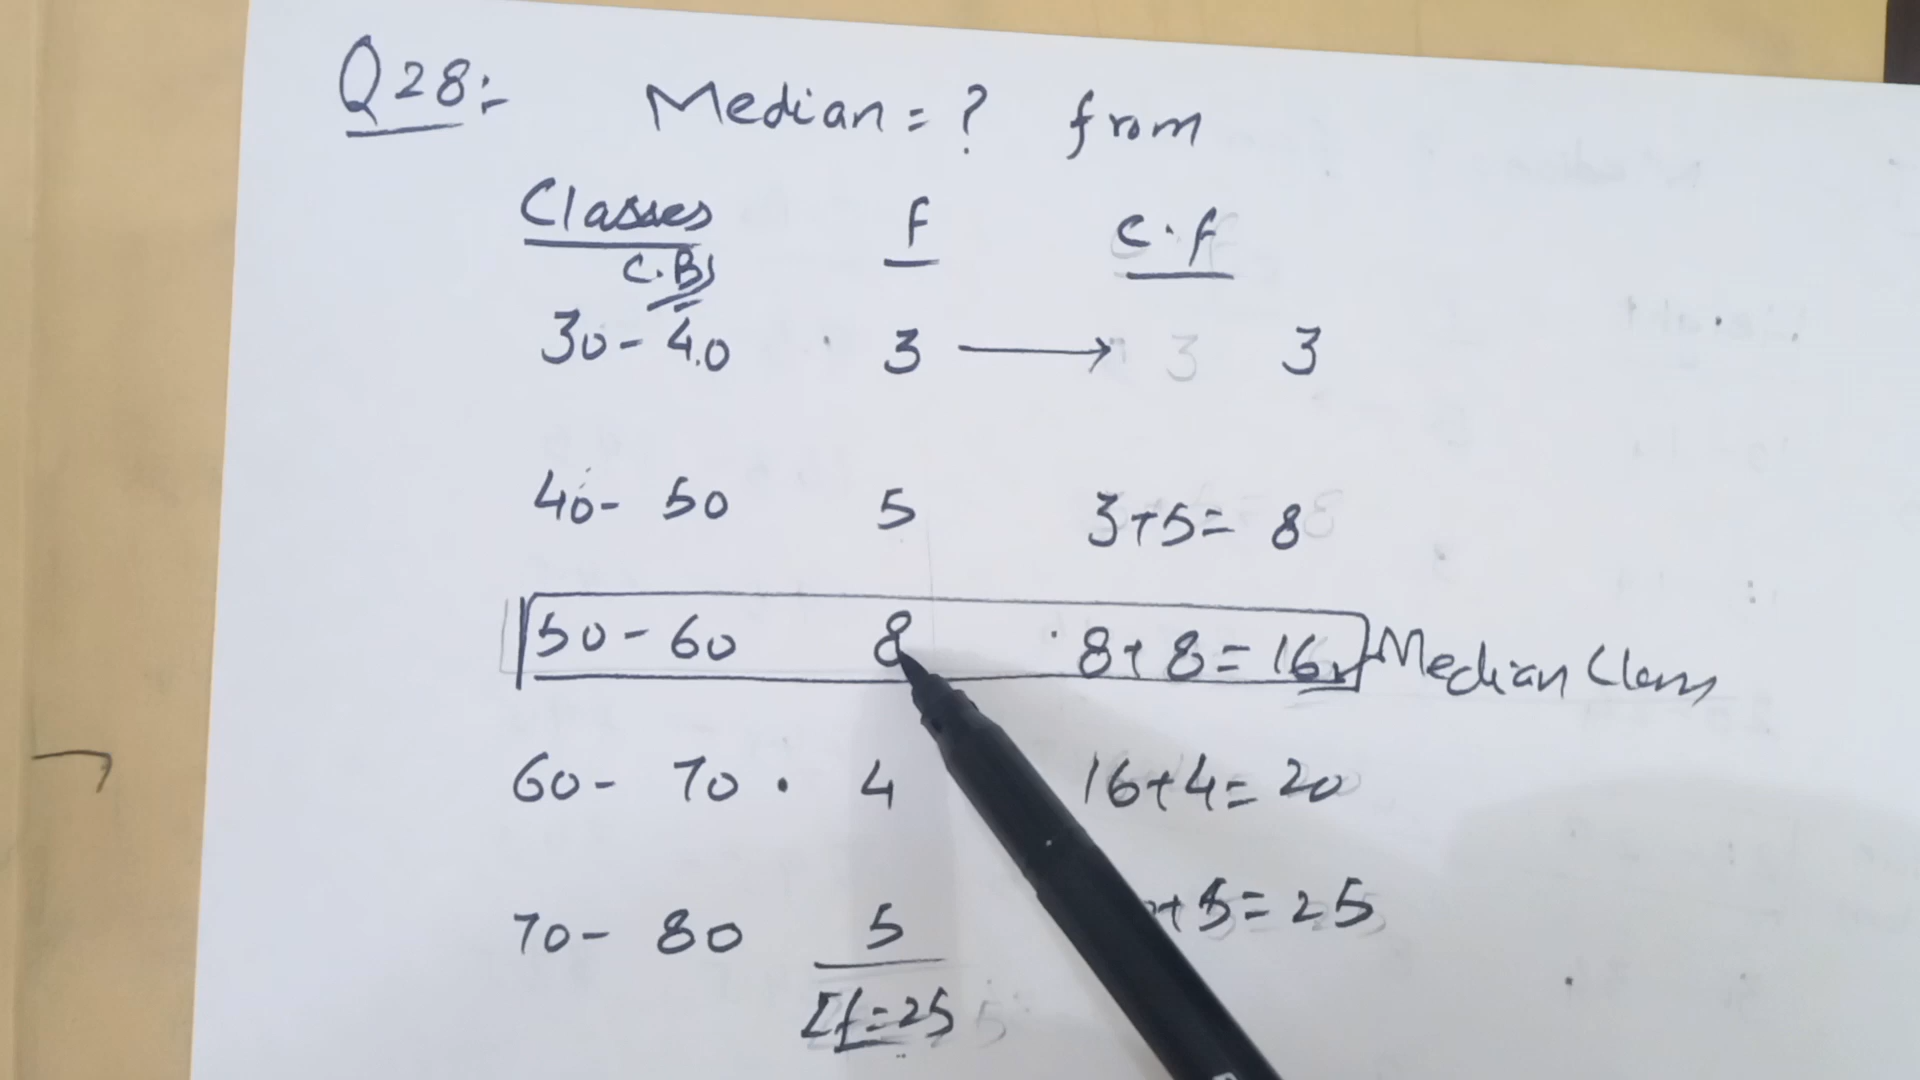 Q28:-
Median = ? from
Classes f c.f
C.Bs
30 - 40 3 → 3
40 - 50 5 3+5= 8
50 - 60 8 8+8= 16 Median Class
60 - 70 4 16+4= 20
70 - 80 5 +5= 25
Σf=25